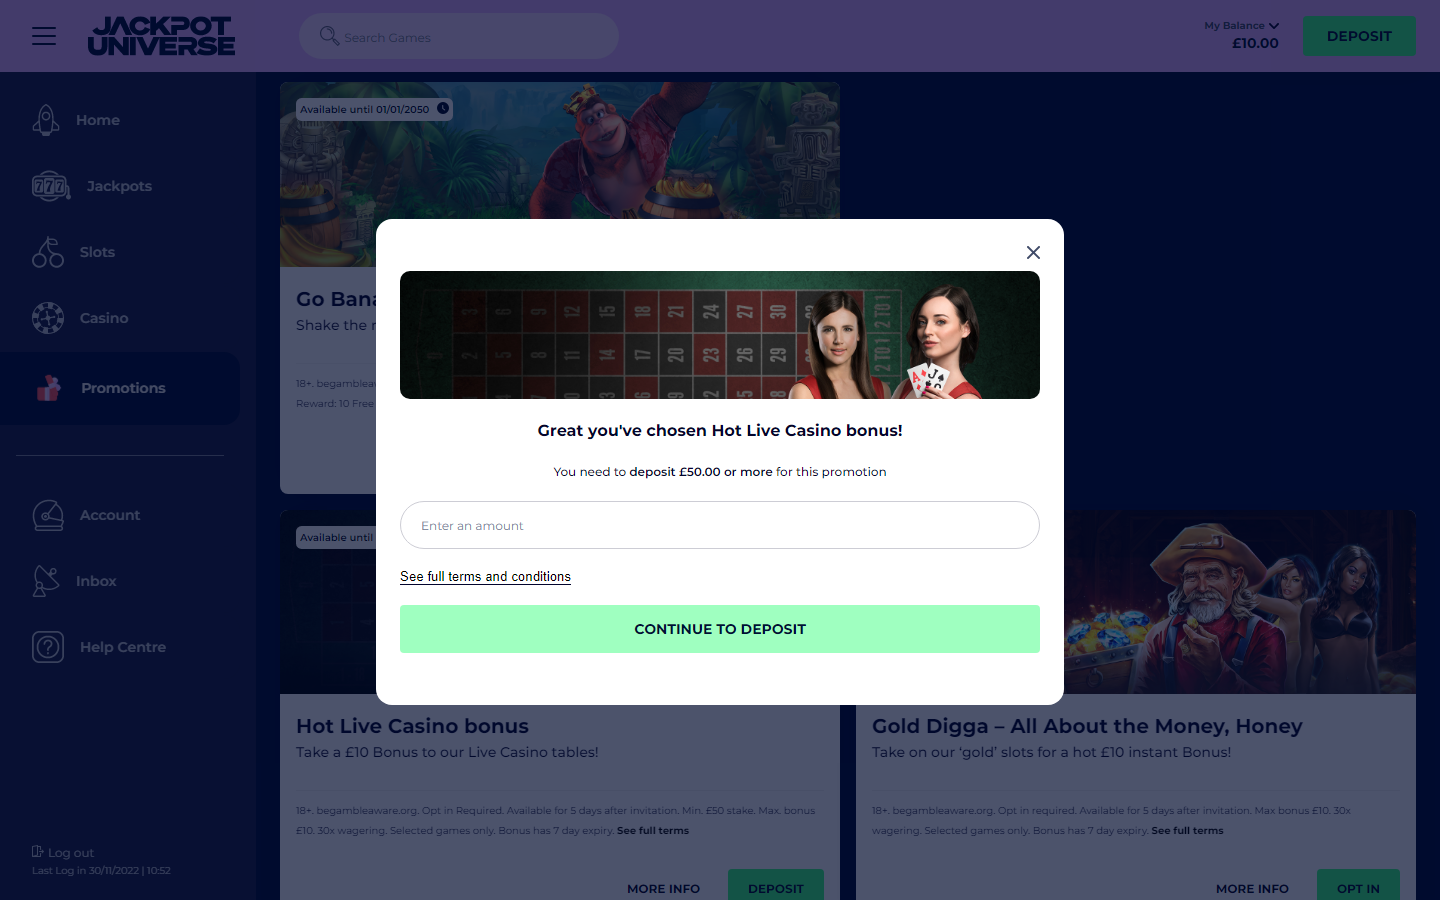 JACKPOT
UNIVERSE
Search Games
My Balance
£10.00
DEPOSIT
Home
Jackpots
Slots
Casino
Promotions
Account
Inbox
Help Centre
Log out
Last Log in 30/11/2022 | 10:52
Available until 01/01/2050
Go Bana
Shake the
18+. begambleaw
Reward: 10 Free
Great you've chosen Hot Live Casino bonus!
You need to deposit £50.00 or more for this promotion
Enter an amount
See full terms and conditions
CONTINUE TO DEPOSIT
Available until
Hot Live Casino bonus
Take a £10 Bonus to our Live Casino tables!
18+. begambleaware.org. Opt in Required. Available for 5 days after invitation. Min. £50 stake. Max. bonus
£10. 30x wagering. Selected games only. Bonus has 7 day expiry. See full terms
MORE INFO
DEPOSIT
Gold Digga – All About the Money, Honey
Take on our ‘gold’ slots for a hot £10 instant Bonus!
18+. begambleaware.org. Opt in required. Available for 5 days after invitation. Max bonus £10. 30x
wagering. Selected games only. Bonus has 7 day expiry. See full terms
MORE INFO
OPT IN